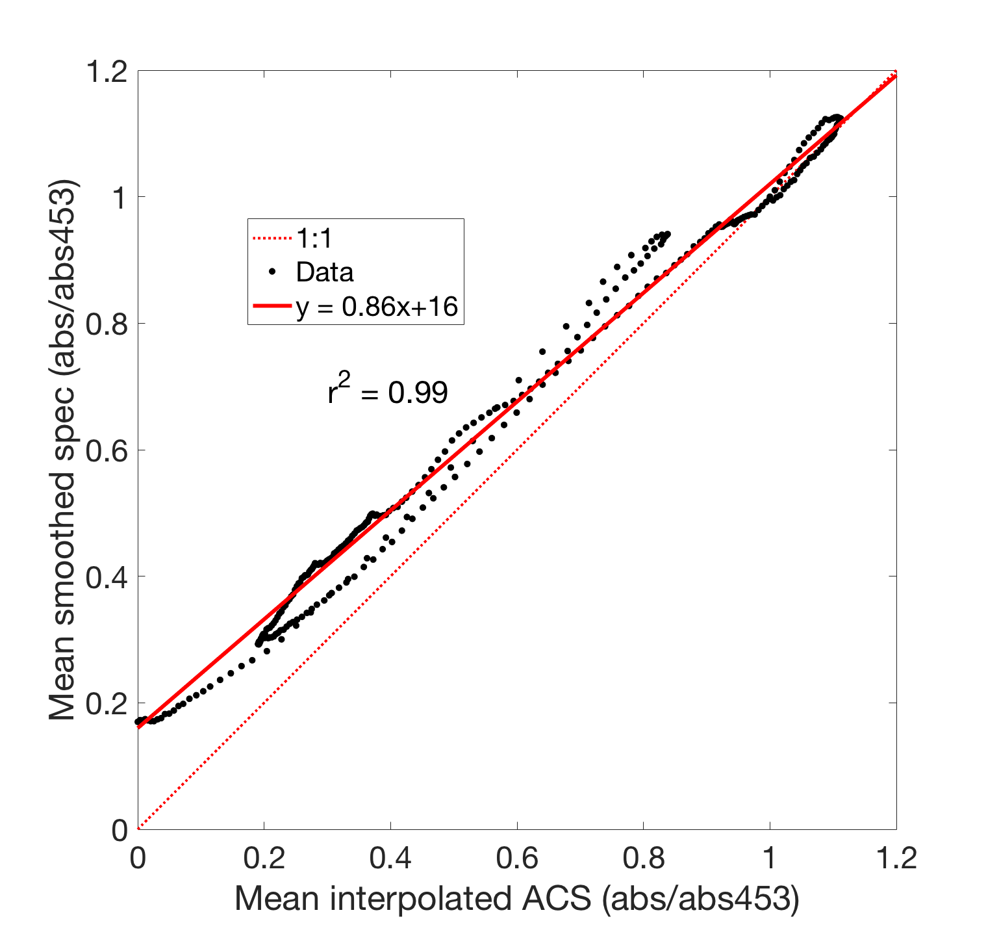 1.2
1
0.8
0.6
0.4
0.2
0
Mean smoothed spec (abs/abs453)
1:1
Data
y = 0.86x+16
r² = 0.99
0 0.2 0.4 0.6 0.8 1 1.2
Mean interpolated ACS (abs/abs453)